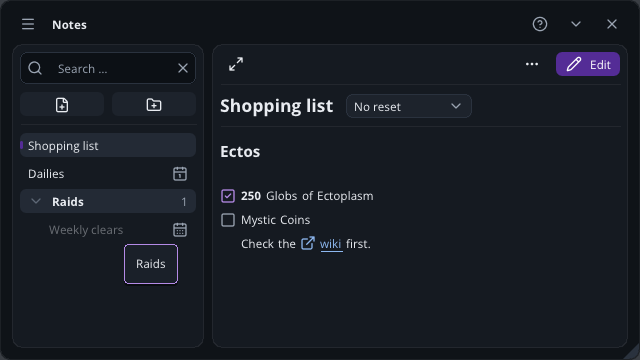 Notes
Search ...
Edit
Shopping list
No reset
Shopping list
Dailies
1
Raids
1
Weekly clears
Raids
Ectos
250 Globs of Ectoplasm
Mystic Coins
Check the wiki first.